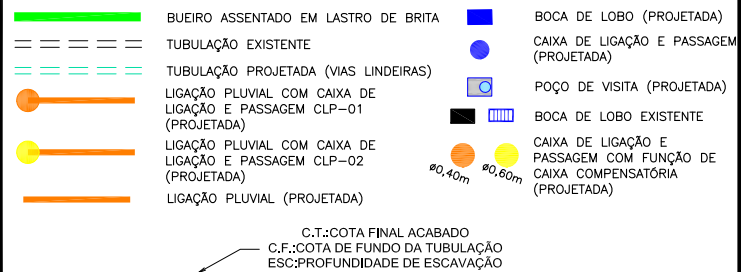 BUEIRO ASSENTADO EM LASTRO DE BRITA
TUBULAÇÃO EXISTENTE
TUBULAÇÃO PROJETADA (VIAS LINDEIRAS)
LIGAÇÃO PLUVIAL COM CAIXA DE
LIGAÇÃO E PASSAGEM CLP-01
(PROJETADA)
LIGAÇÃO PLUVIAL COM CAIXA DE
LIGAÇÃO E PASSAGEM CLP-02
(PROJETADA)
LIGAÇÃO PLUVIAL (PROJETADA)
BOCA DE LOBO (PROJETADA)
CAIXA DE LIGAÇÃO E PASSAGEM
(PROJETADA)
POÇO DE VISITA (PROJETADA)
BOCA DE LOBO EXISTENTE
CAIXA DE LIGAÇÃO E
PASSAGEM COM FUNÇÃO DE
CAIXA COMPENSATÓRIA
(PROJETADA)
ø0,40m
ø0,60m
C.T.:COTA FINAL ACABADO
C.F.:COTA DE FUNDO DA TUBULAÇÃO
ESC:PROFUNDIDADE DE ESCAVAÇÃO